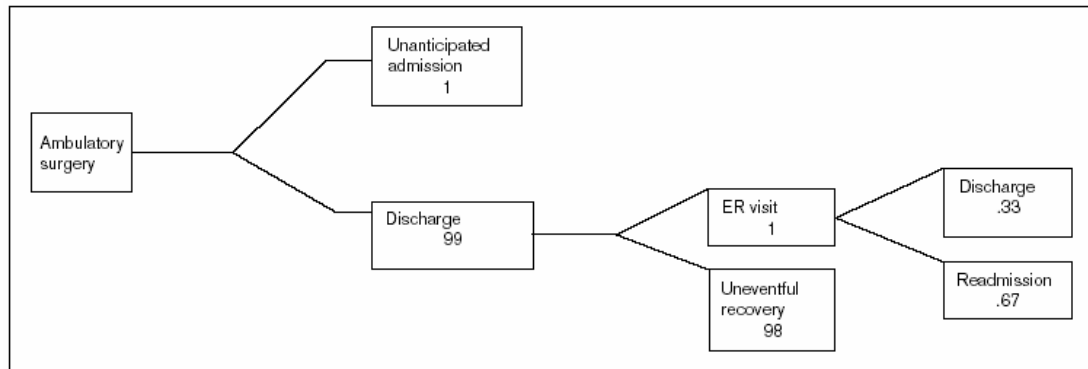 Unanticipated
admission
1
Ambulatory
surgery
Discharge
99
ER visit
1
Uneventful
recovery
98
Discharge
.33
Readmission
.67